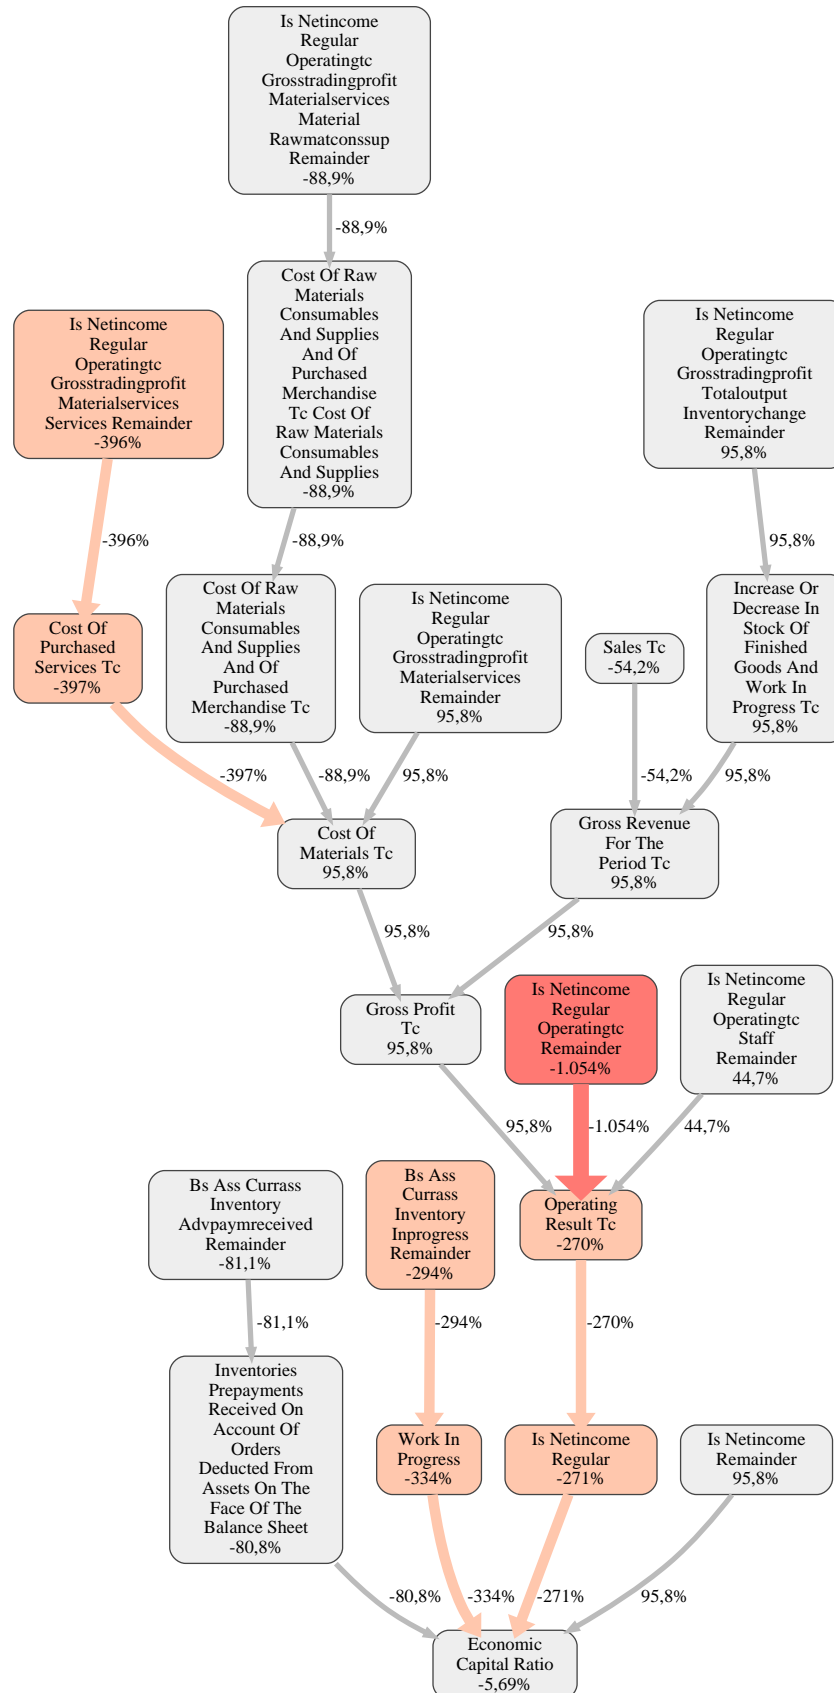 Is Netincome
Regular
Operatingtc
Grosstradingprofit
Materialservices
Material
Rawmatconssup
Remainder
-88,9%
-88,9%
Cost Of Raw
Materials
Consumables
And Supplies
And Of
Purchased
Merchandise
Tc Cost Of
Raw Materials
Consumables
And Supplies
-88,9%
Is Netincome
Regular
Operatingtc
Grosstradingprofit
Materialservices
Services Remainder
-396%
Is Netincome
Regular
Operatingtc
Grosstradingprofit
Totaloutput
Inventorychange
Remainder
95,8%
-396%
-88,9%
95,8%
Cost Of
Purchased
Services Tc
-397%
Cost Of Raw
Materials
Consumables
And Supplies
And Of
Purchased
Merchandise Tc
-88,9%
Is Netincome
Regular
Operatingtc
Grosstradingprofit
Materialservices
Remainder
95,8%
Sales Tc
-54,2%
Increase Or
Decrease In
Stock Of
Finished
Goods And
Work In
Progress Tc
95,8%
-397%
-88,9%
95,8%
-54,2%
95,8%
Cost Of
Materials Tc
95,8%
Gross Revenue
For The
Period Tc
95,8%
95,8%
95,8%
Gross Profit
Tc
95,8%
Is Netincome
Regular
Operatingtc
Remainder
-1.054%
Is Netincome
Regular
Operatingtc
Staff
Remainder
44,7%
95,8%
-1.054%
44,7%
Bs Ass Currass
Inventory
Advpaymreceived
Remainder
-81,1%
Bs Ass
Currass
Inventory
Inprogress
Remainder
-294%
Operating
Result Tc
-270%
-81,1%
-294%
-270%
Inventories
Prepayments
Received On
Account Of
Orders
Deducted From
Assets On The
Face Of The
Balance Sheet
-80,8%
Work In
Progress
-334%
Is Netincome
Regular
-271%
Is Netincome
Remainder
95,8%
-80,8%
-334%
-271%
95,8%
Economic
Capital Ratio
-5,69%